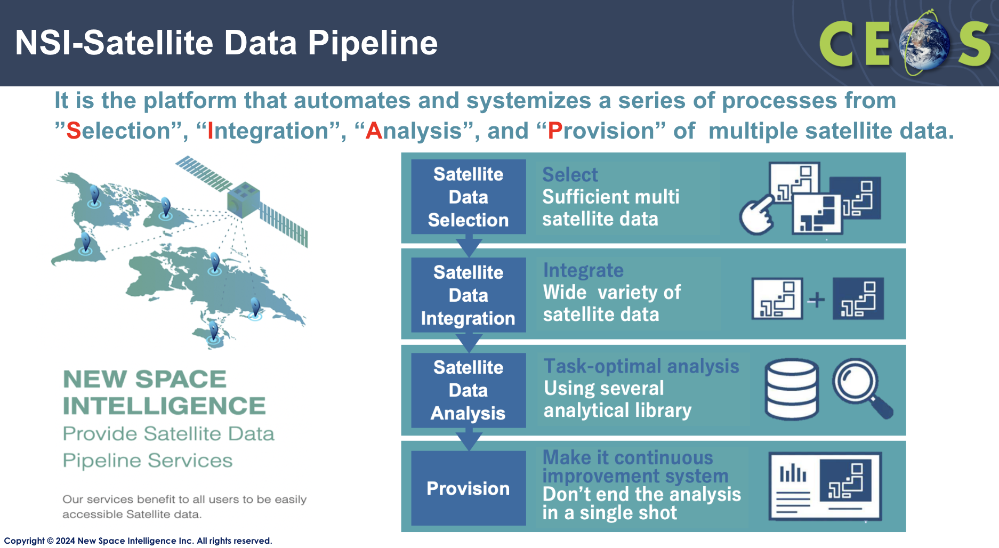 NSI-Satellite Data Pipeline
CEOS
It is the platform that automates and systemizes a series of processes from
”Selection”, “Integration”, “Analysis”, and “Provision” of  multiple satellite data.
NEW SPACE
INTELLIGENCE
Provide Satellite Data
Pipeline Services
Our services benefit to all users to be easily
accessible Satellite data.
Satellite
Data
Selection
Select
Sufficient multi
satellite data
Satellite
Data
Integration
Integrate
Wide  variety of
satellite data
+
Satellite
Data
Analysis
Task-optimal analysis
Using several
analytical library
Provision
Make it continuous
improvement system
Don’t end the analysis
in a single shot
Copyright © 2024 New Space Intelligence Inc. All rights reserved.